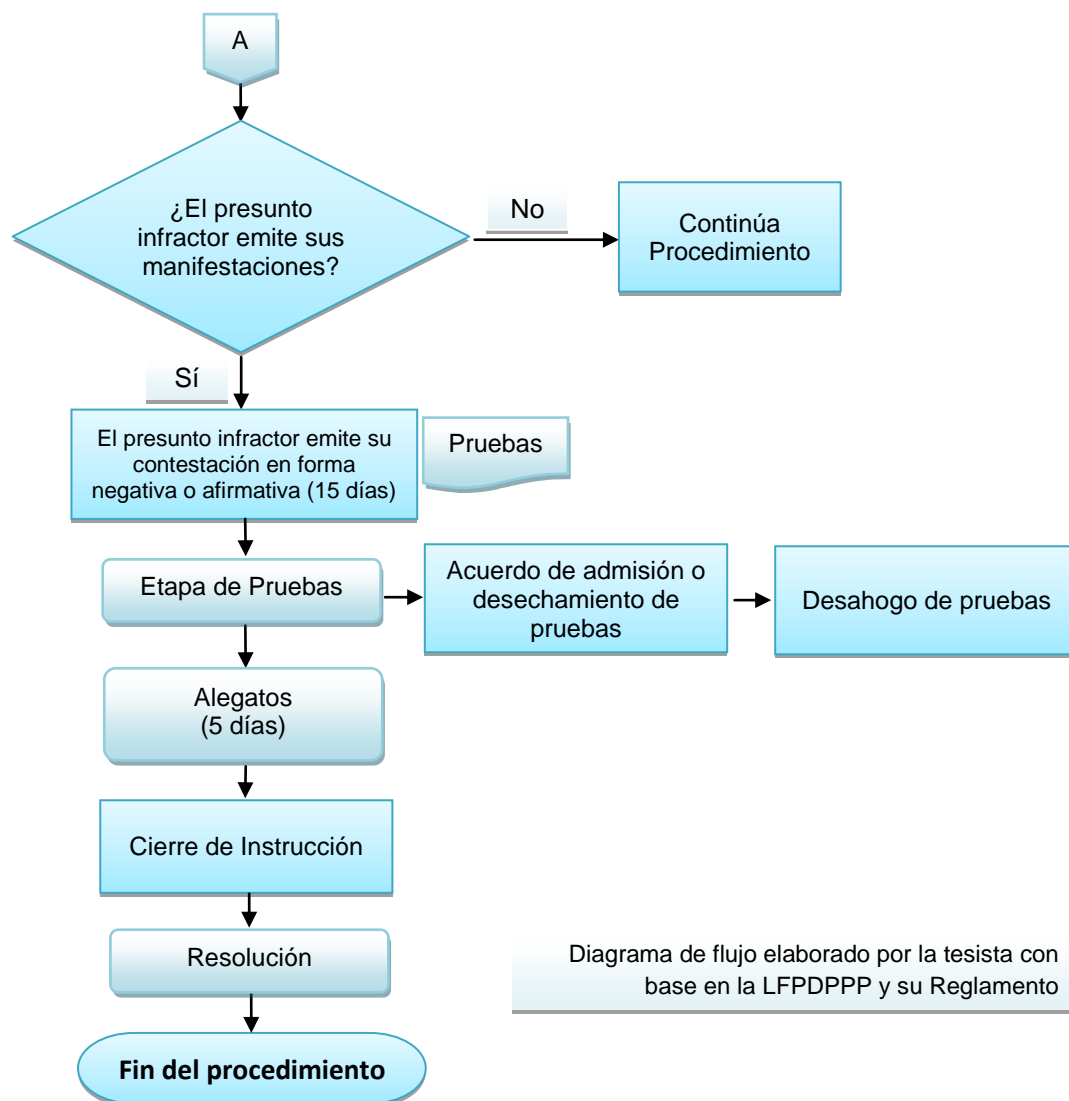 A
¿El presunto
infractor emite sus
manifestaciones?
No
Continúa
Procedimiento
Sí
El presunto infractor emite su
contestación en forma
negativa o afirmativa (15 días)
Pruebas
Etapa de Pruebas
Acuerdo de admisión o
desechamiento de
pruebas
Desahogo de pruebas
Alegatos
(5 días)
Cierre de Instrucción
Resolución
Diagrama de flujo elaborado por la tesista con
base en la LFPDPPP y su Reglamento
Fin del procedimiento